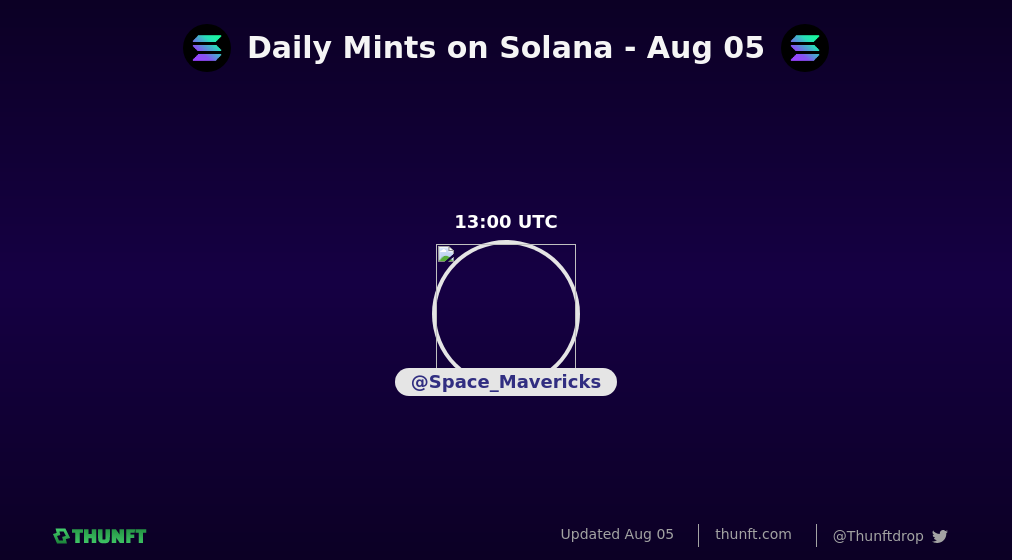 Daily Mints on Solana - Aug 05
13:00 UTC
@Space_Mavericks
THUNFT
Updated Aug 05
thunft.com
@Thunftdrop